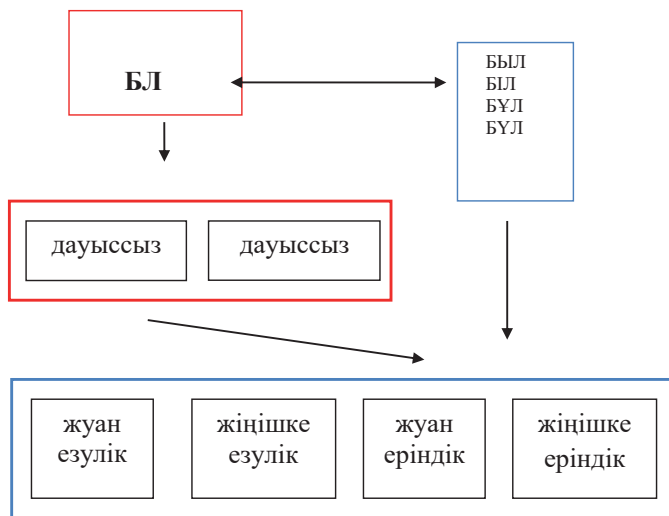 БЛ
БЫЛ
БІЛ
БҰЛ
БҮЛ
дауыссыз
дауыссыз
жуан
езулік
жіңішке
езулік
жуан
еріндік
жіңішке
еріндік